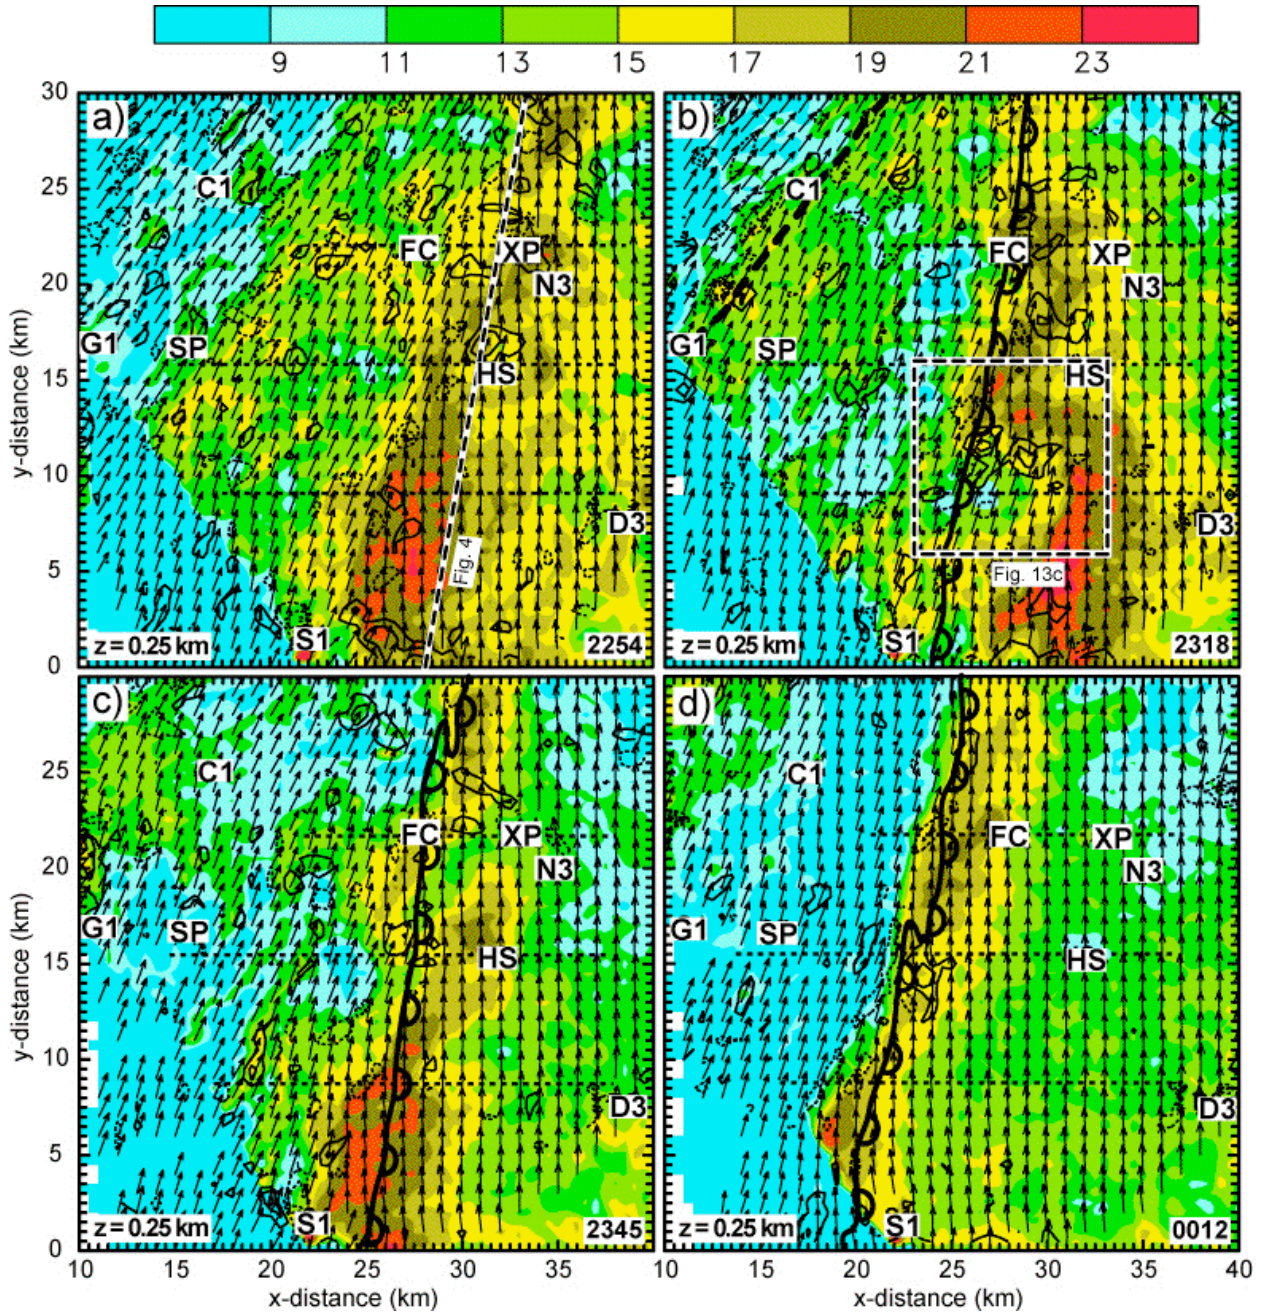 9 11 13 15 17 19 21 23
30
a)
b)
C1
C1
25
FC
XP
FC
XP
20
N3
N3
y-distance (km)
G1
SP
G1
SP
15
HS
HS
10
D3
D3
5
Fig. 4
Fig. 13c
S1
S1
z = 0.25 km
2254
z = 0.25 km
2318
0
c)
d)
C1
C1
25
FC
XP
FC
XP
20
N3
N3
y-distance (km)
G1
SP
G1
SP
15
HS
HS
10
D3
D3
5
S1
S1
z = 0.25 km
2345
z = 0.25 km
0012
0
10 15 20 25 30 10 15 20 25 30 35 40
x-distance (km)
x-distance (km)